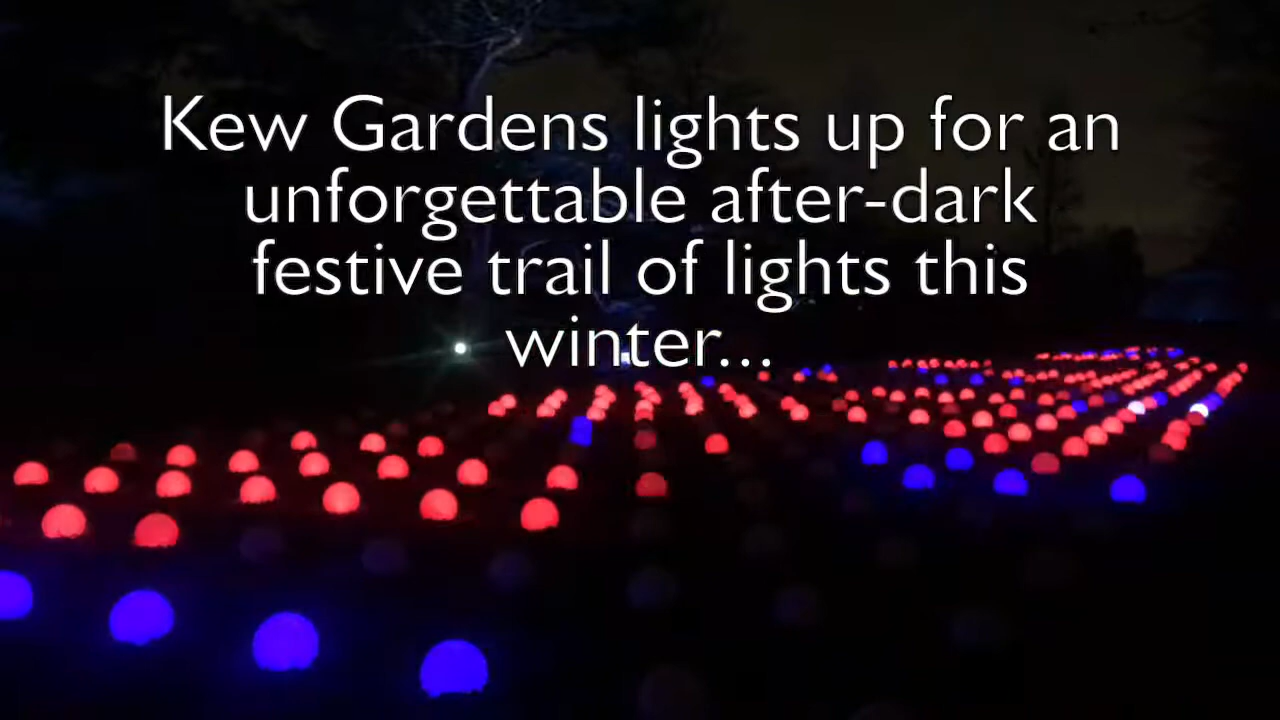 Kew Gardens lights up for an
unforgettable after-dark
festive trail of lights this
winter...